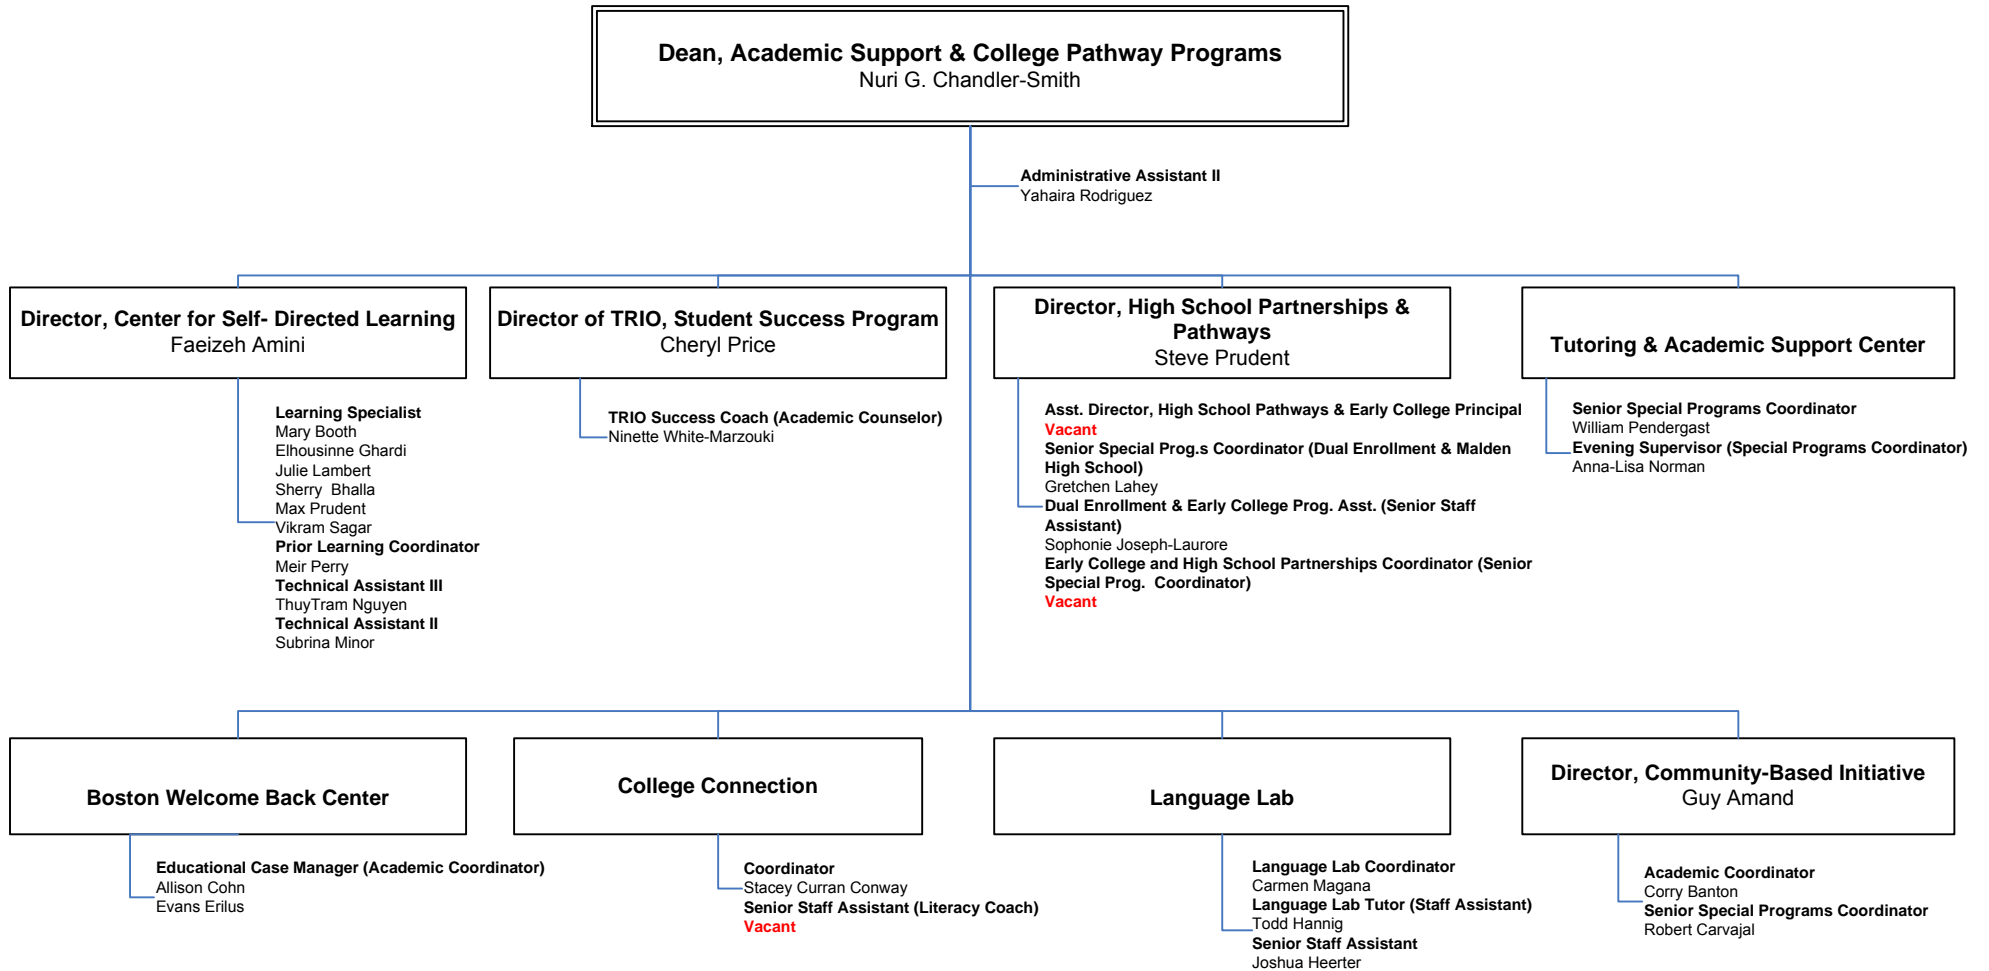 Dean, Academic Support & College Pathway Programs
Nuri G. Chandler-Smith
Administrative Assistant II
Yahaira Rodriguez
Director, Center for Self- Directed Learning
Faeizeh Amini
Learning Specialist
Mary Booth
Elhousinne Ghardi
Julie Lambert
Sherry  Bhalla
Max Prudent
Vikram Sagar
Prior Learning Coordinator
Meir Perry
Technical Assistant III
ThuyTram Nguyen
Technical Assistant II
Subrina Minor
Director of TRIO, Student Success Program
Cheryl Price
TRIO Success Coach (Academic Counselor)
Ninette White-Marzouki
Director, High School Partnerships &
Pathways
Steve Prudent
Asst. Director, High School Pathways & Early College Principal
Vacant
Senior Special Prog.s Coordinator (Dual Enrollment & Malden
High School)
Gretchen Lahey
Dual Enrollment & Early College Prog. Asst. (Senior Staff
Assistant)
Sophonie Joseph-Laurore
Early College and High School Partnerships Coordinator (Senior
Special Prog.  Coordinator)
Vacant
Tutoring & Academic Support Center
Senior Special Programs Coordinator
William Pendergast
Evening Supervisor (Special Programs Coordinator)
Anna-Lisa Norman
Boston Welcome Back Center
Educational Case Manager (Academic Coordinator)
Allison Cohn
Evans Erilus
College Connection
Coordinator
Stacey Curran Conway
Senior Staff Assistant (Literacy Coach)
Vacant
Language Lab
Language Lab Coordinator
Carmen Magana
Language Lab Tutor (Staff Assistant)
Todd Hannig
Senior Staff Assistant
Joshua Heerter
Director, Community-Based Initiative
Guy Amand
Academic Coordinator
Corry Banton
Senior Special Programs Coordinator
Robert Carvajal